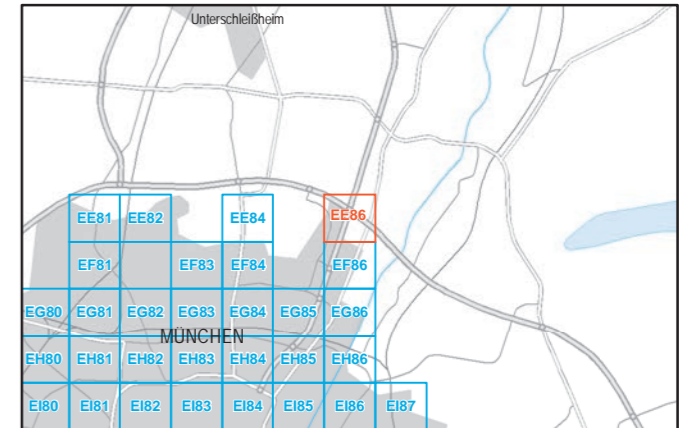 Unterschleißheim
EE81 EE82 EE84 EE86
EF81 EF83 EF84 EF86
EG80 EG81 EG82 EG83 EG84 EG85 EG86
MÜNCHEN
EH80 EH81 EH82 EH83 EH84 EH85 EH86
EI80 EI81 EI82 EI83 EI84 EI85 EI86 EI87